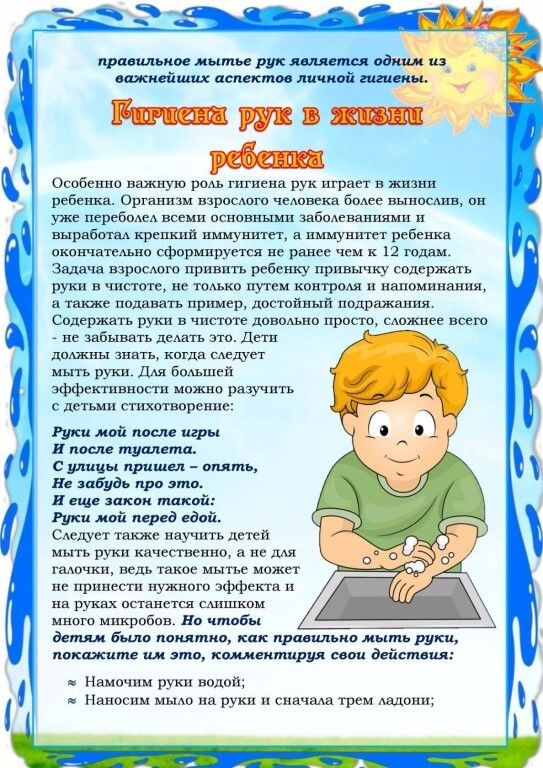 правильное мытье рук является одним из
важнейших аспектов личной гигиены.
Гигиена рук в жизни
ребенка
Особенно важную роль гигиена рук играет в жизни
ребенка. Организм взрослого человека более вынослив, он
уже переболел всеми основными заболеваниями и
выработал крепкий иммунитет, а иммунитет ребенка
окончательно сформируется не ранее чем к 12 годам.
Задача взрослого привить ребенку привычку содержать
руки в чистоте, не только путем контроля и напоминания,
а также подавать пример, достойный подражания.
Содержать руки в чистоте довольно просто, сложнее всего
- не забывать делать это. Дети
должны знать, когда следует
мыть руки. Для большей
эффективности можно разучить
с детьми стихотворение:
Руки мой после игры
И после туалета.
С улицы пришел – опять,
Не забудь про это.
И еще закон такой:
Руки мой перед едой.
Следует также научить детей
мыть руки качественно, а не для
галочки, ведь такое мытье может
не принести нужного эффекта и
на руках останется слишком
много микробов. Но чтобы
детям было понятно, как правильно мыть руки,
покажите им это, комментируя свои действия:
≈ Намочим руки водой;
≈ Наносим мыло на руки и сначала трем ладони;